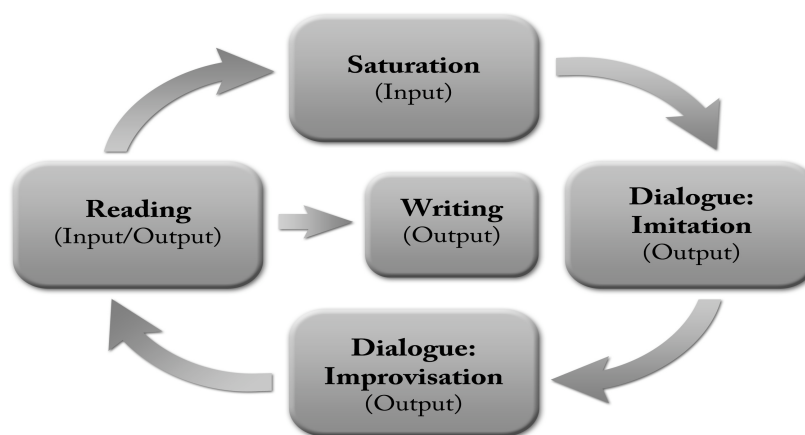 Saturation
(Input)
Reading
(Input/Output)
Writing
(Output)
Dialogue:
Imitation
(Output)
Dialogue:
Improvisation
(Output)